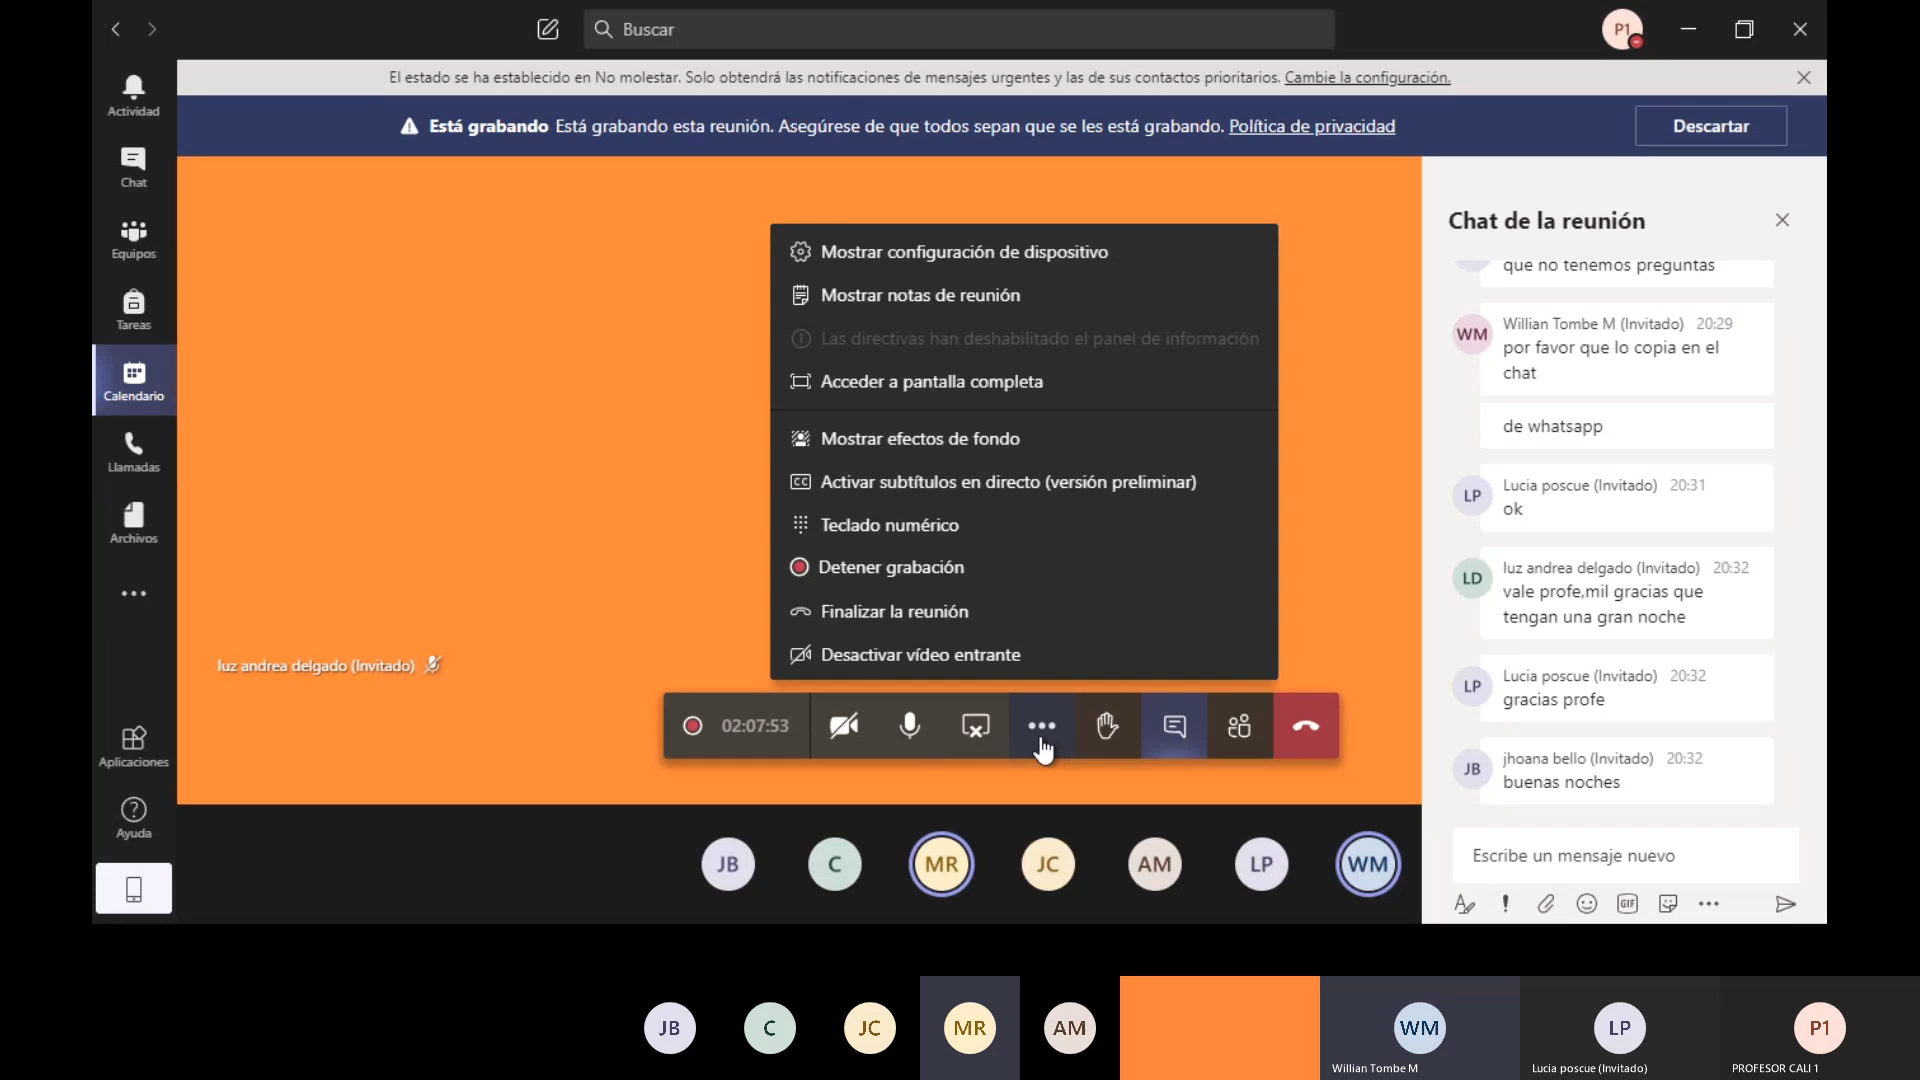 Buscar
P1
El estado se ha establecido en No molestar. Solo obtendrá las notificaciones de mensajes urgentes y las de sus contactos prioritarios. Cambie la configuración.
Está grabando Está grabando esta reunión. Asegúrese de que todos sepan que se les está grabando. Política de privacidad
Descartar
Actividad
Chat
Equipos
Tareas
Calendario
Llamadas
Archivos
Aplicaciones
Ayuda
Mostrar configuración de dispositivo
Mostrar notas de reunión
Las directivas han deshabilitado el panel de información
Acceder a pantalla completa
Mostrar efectos de fondo
CC Activar subtítulos en directo (versión preliminar)
Teclado numérico
Detener grabación
Finalizar la reunión
Desactivar vídeo entrante
luz andrea delgado (Invitado)
02:07:53
JB
C
MR
JC
AM
LP
WM
Chat de la reunión
que no tenemos preguntas
WM
Willian Tombe M (Invitado) 20:29
por favor que lo copia en el
chat
de whatsapp
LP
Lucia poscue (Invitado) 20:31
ok
LD
luz andrea delgado (Invitado) 20:32
vale profe,mil gracias que
tengan una gran noche
LP
Lucia poscue (Invitado) 20:32
gracias profe
JB
jhoana bello (Invitado) 20:32
buenas noches
Escribe un mensaje nuevo
GIF
JB
C
JC
MR
AM
WM
Willian Tombe M
LP
Lucia poscue (Invitado)
P1
PROFESOR CALI 1